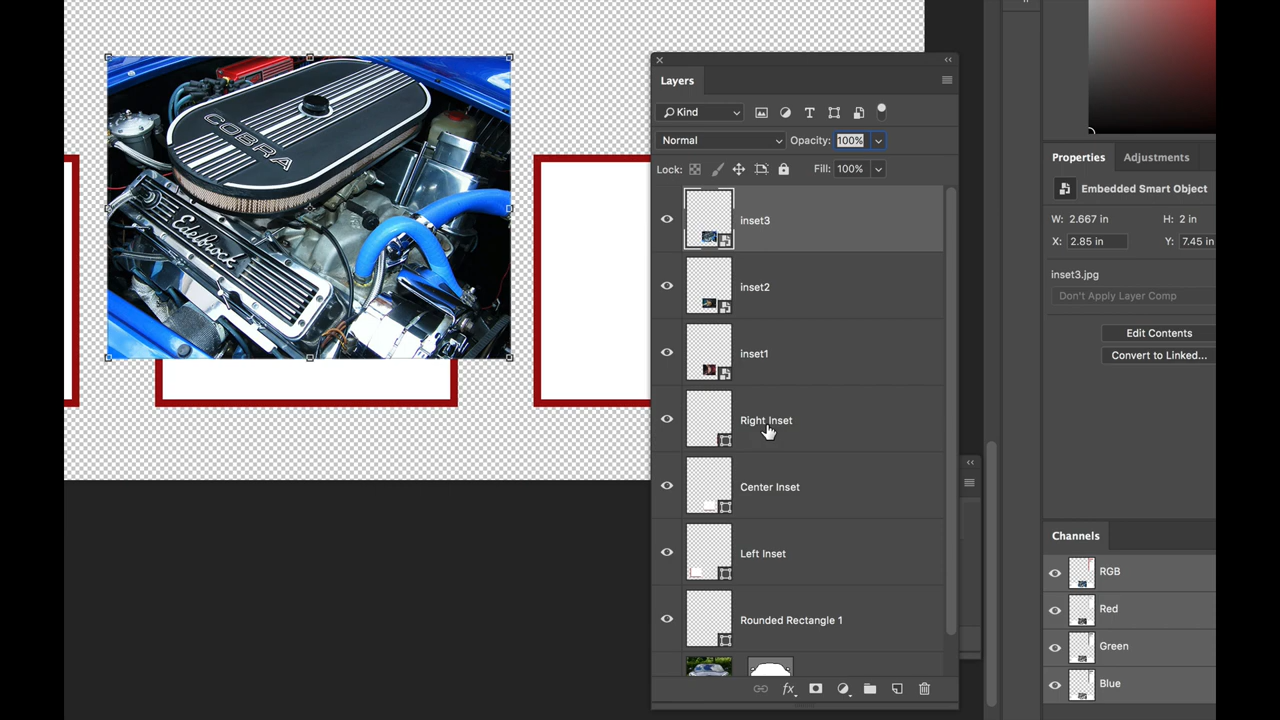 COBRA
Edelbrock
Layers
Kind
Normal
Opacity: 100%
Lock:
Fill: 100%
inset3
inset2
inset1
Right Inset
Center Inset
Left Inset
Rounded Rectangle 1
fx
Properties
Adjustments
Embedded Smart Object
W: 2.667 in
H: 2 in
X: 2.85 in
Y: 7.45 in
inset3.jpg
Don't Apply Layer Comp
Edit Contents
Convert to Linked...
Channels
RGB
Red
Green
Blue